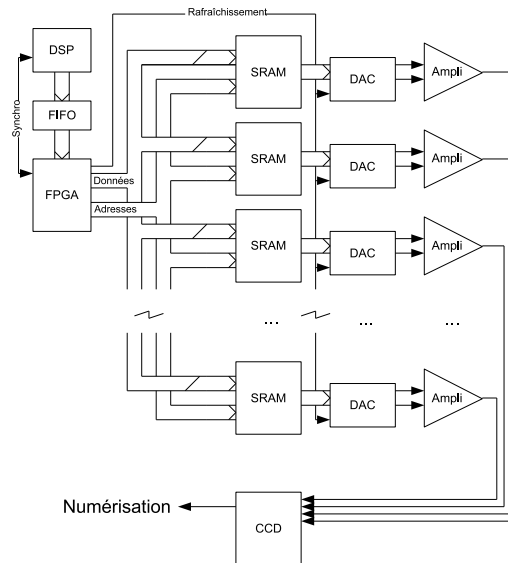 Rafraîchissement
DSP
SRAM
DAC
Ampli
Synchro
FIFO
FPGA
Données
Adresses
SRAM
DAC
Ampli
SRAM
DAC
Ampli
...
...
...
SRAM
DAC
Ampli
Numérisation
CCD